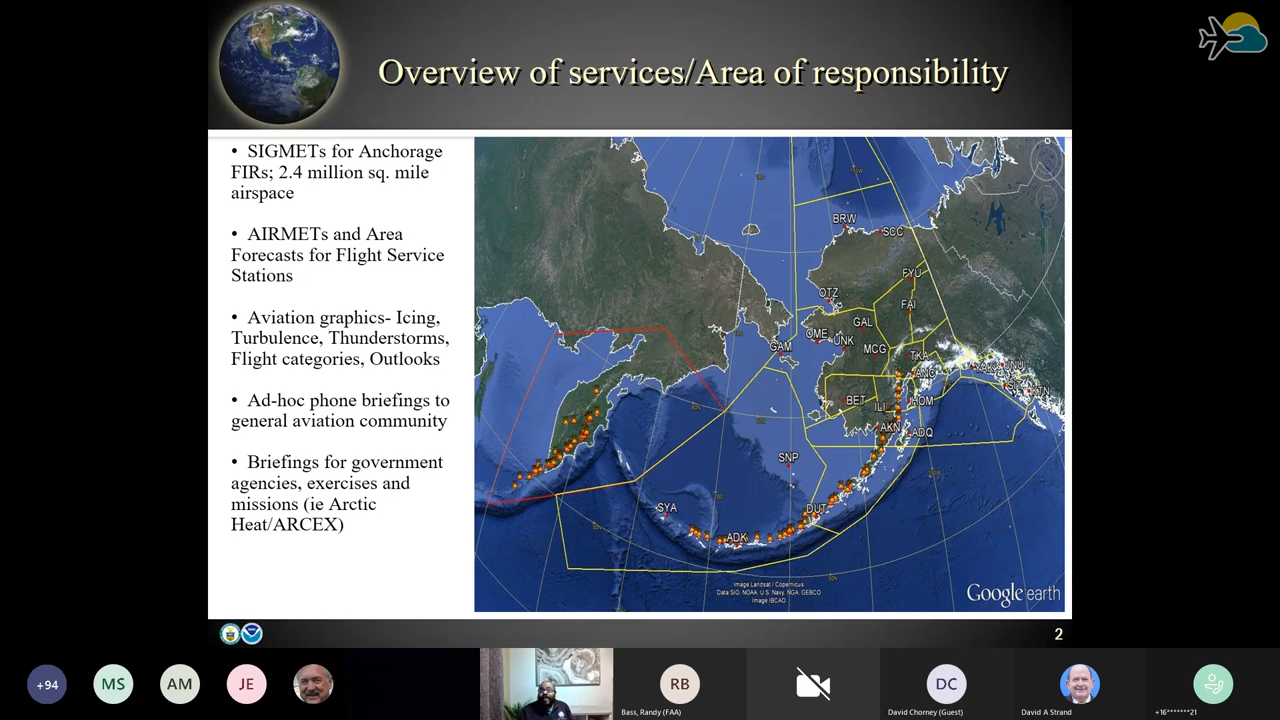 Overview of services/Area of responsibility
• SIGMETs for Anchorage
FIRs; 2.4 million sq. mile
airspace
• AIRMETs and Area
Forecasts for Flight Service
Stations
• Aviation graphics- Icing,
Turbulence, Thunderstorms,
Flight categories, Outlooks
• Ad-hoc phone briefings to
general aviation community
• Briefings for government
agencies, exercises and
missions (ie Arctic
Heat/ARCEX)
BRW
SCC
FYU
OTZ
FAI
GAL
OME
UNK
GAM
MCG
TKA
ANC
BET
ILI
HOM
AKN
ADQ
SNP
SYA
DUT
ADK
Image Landsat / Copernicus
Data SIO, NOAA, U.S. Navy, NGA, GEBCO
Image IBCAO
Google earth
2
+94
MS
AM
JE
RB
DC
Bass, Randy (FAA)
David Chorney (Guest)
David A Strand
+16*******21